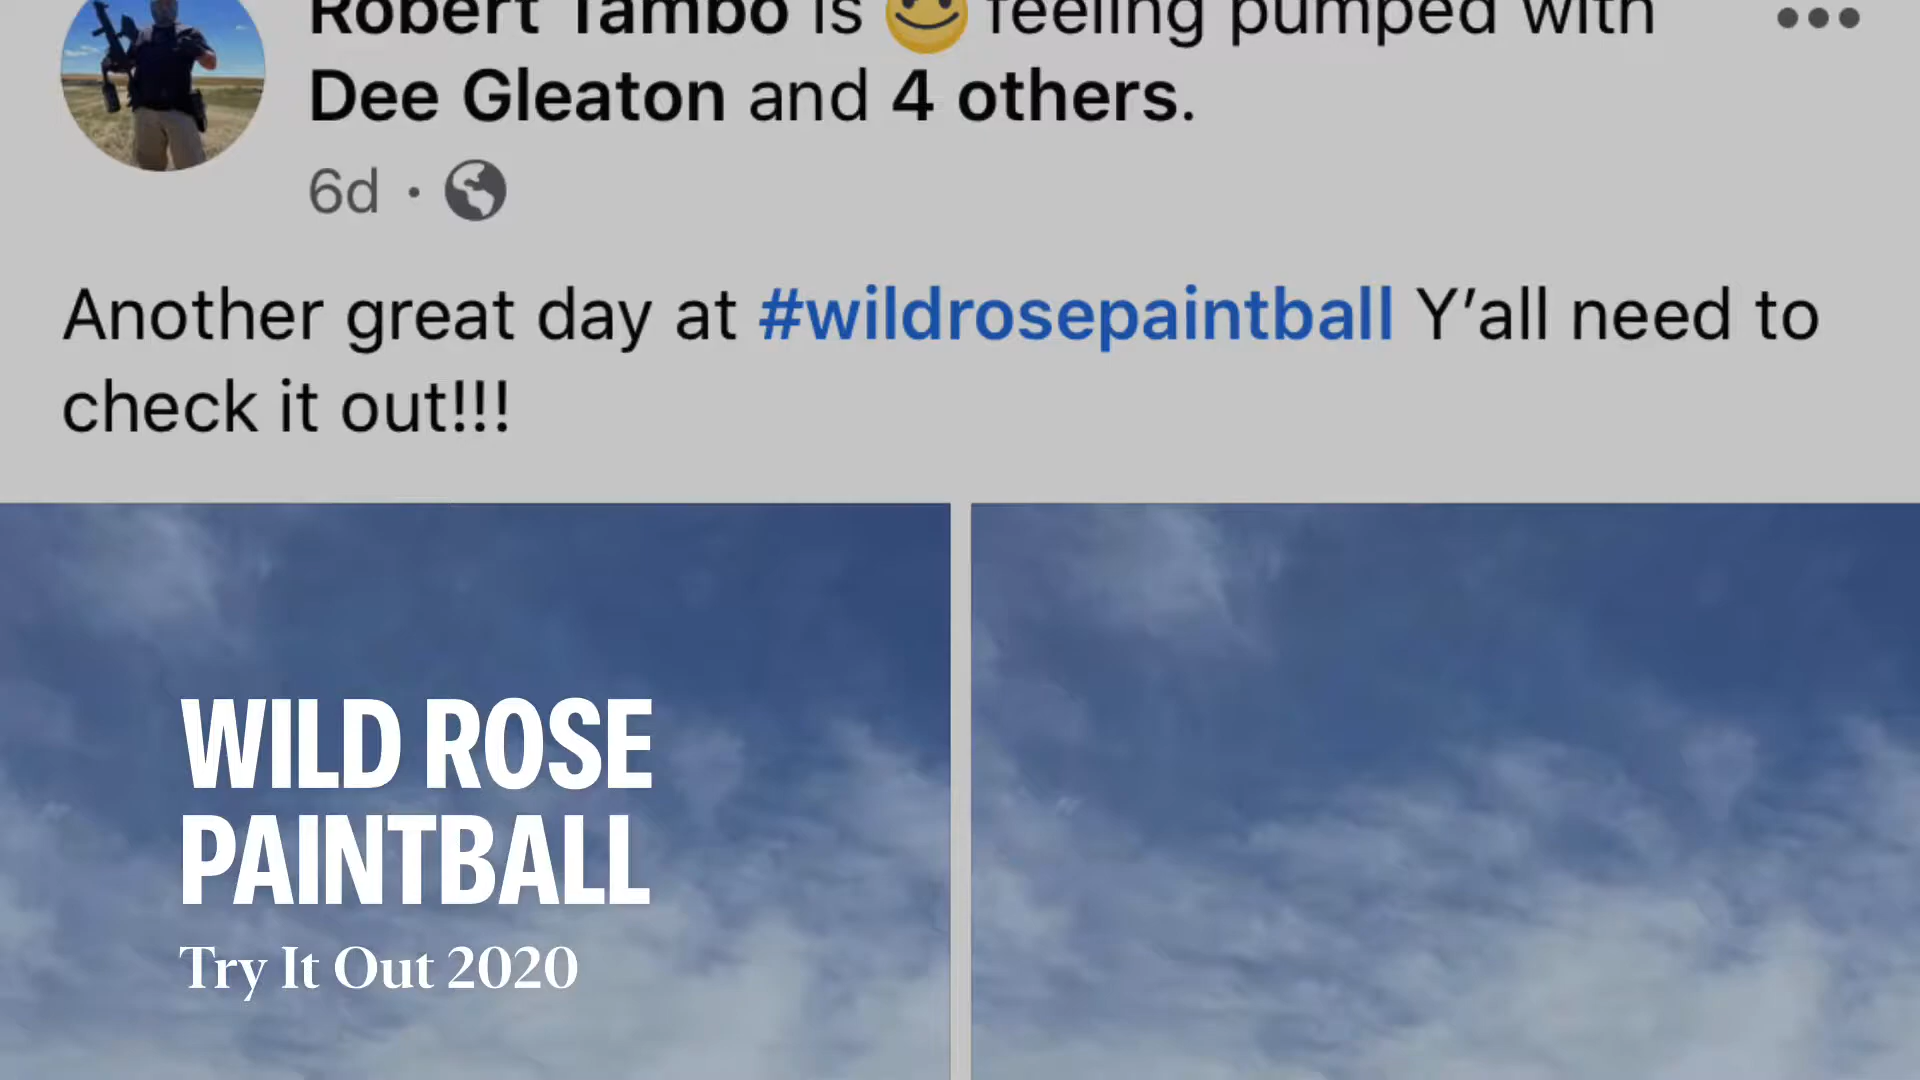 Robert Tambo is feeling pumped with
Dee Gleaton and 4 others.
6d ·
Another great day at #wildrosepaintball Y’all need to
check it out!!!
WILD ROSE
PAINTBALL
Try It Out 2020